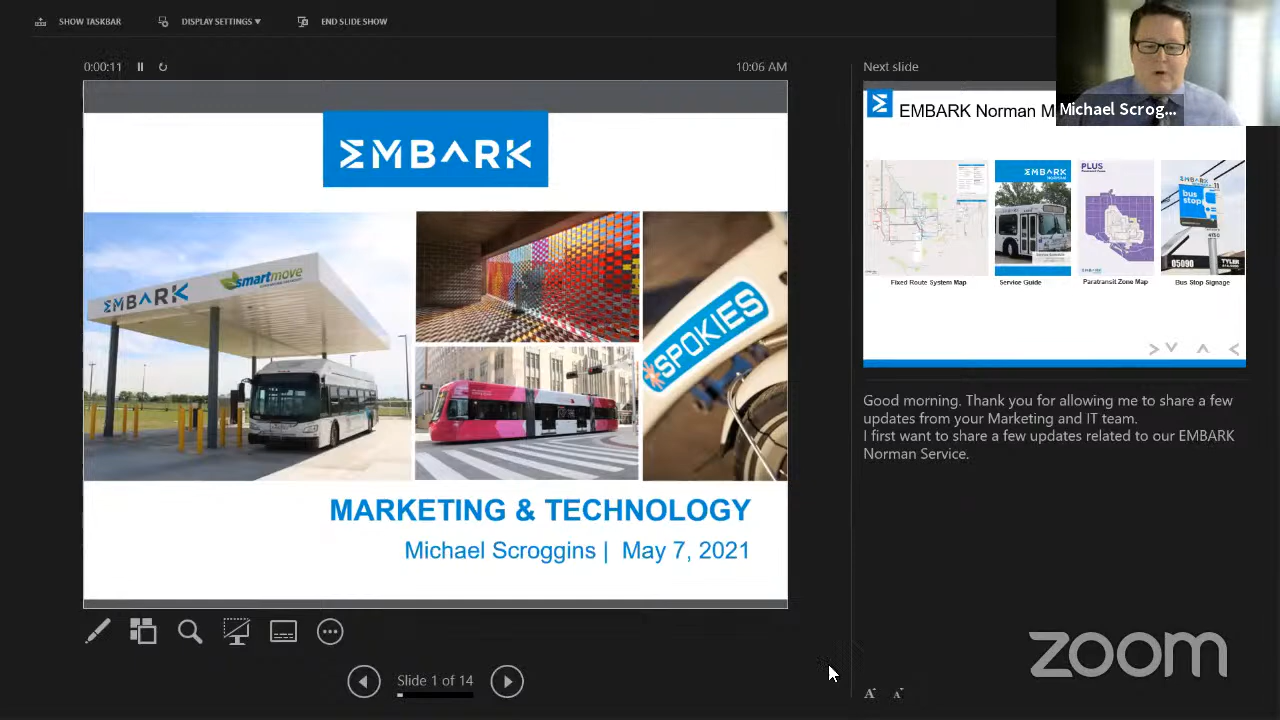 SHOW TASKBAR
DISPLAY SETTINGS ▼
END SLIDE SHOW
0:00:11
10:06 AM
EMBARK
EMBARK
smartmove
SPOKIES
MARKETING & TECHNOLOGY
Michael Scroggins | May 7, 2021
Slide 1 of 14
Next slide
EMBARK Norman M
Michael Scrog...
EMBARK
PLUS
EMBARK
bus
stop
05090
TYLER
Fixed Route System Map
Service Guide
Paratransit Zone Map
Bus Stop Signage
Good morning. Thank you for allowing me to share a few
updates from your Marketing and IT team.
I first want to share a few updates related to our EMBARK
Norman Service.
zoom
A
A